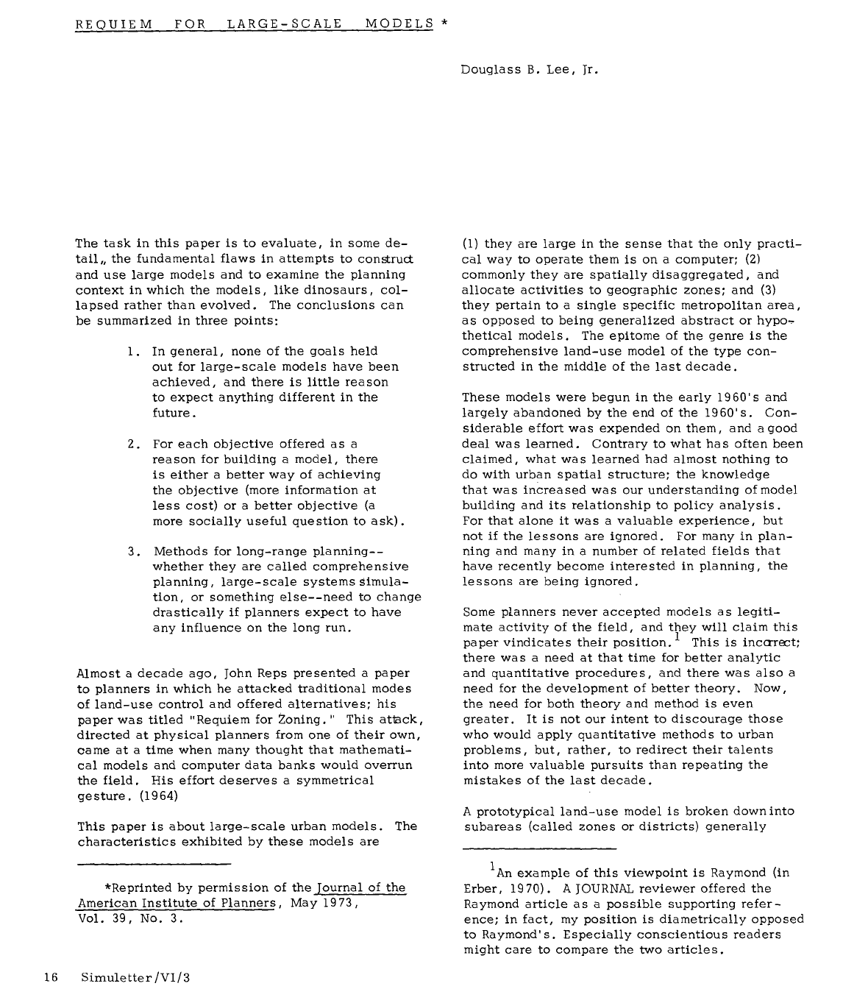 REQUIEM FOR LARGE-SCALE MODELS *
Douglass B. Lee, Jr.
The task in this paper is to evaluate, in some de-
tail,, the fundamental flaws in attempts to construct
and use large models and to examine the planning
context in which the models, like dinosaurs, col-
lapsed rather than evolved. The conclusions can
be summarized in three points:
1. In general, none of the goals held
out for large-scale models have been
achieved, and there is little reason
to expect anything different in the
future.
2. For each objective offered as a
reason for building a model, there
is either a better way of achieving
the objective (more information at
less cost) or a better objective (a
more socially useful question to ask).
3. Methods for long-range planning--
whether they are called comprehensive
planning, large-scale systems simula-
tion, or something else--need to change
drastically if planners expect to have
any influence on the long run.
Almost a decade ago, John Reps presented a paper
to planners in which he attacked traditional modes
of land-use control and offered alternatives; his
paper was titled "Requiem for Zoning." This attack,
directed at physical planners from one of their own,
came at a time when many thought that mathemati-
cal models and computer data banks would overrun
the field. His effort deserves a symmetrical
gesture. (1964)
This paper is about large-scale urban models. The
characteristics exhibited by these models are
*Reprinted by permission of the Journal of the
American Institute of Planners, May 1973,
Vol. 39, No. 3.
(1) they are large in the sense that the only practi-
cal way to operate them is on a computer; (2)
commonly they are spatially disaggregated, and
allocate activities to geographic zones; and (3)
they pertain to a single specific metropolitan area,
as opposed to being generalized abstract or hypo-
thetical models. The epitome of the genre is the
comprehensive land-use model of the type con-
structed in the middle of the last decade.
These models were begun in the early 1960's and
largely abandoned by the end of the 1960's. Con-
siderable effort was expended on them, and a good
deal was learned. Contrary to what has often been
claimed, what was learned had almost nothing to
do with urban spatial structure; the knowledge
that was increased was our understanding of model
building and its relationship to policy analysis.
For that alone it was a valuable experience, but
not if the lessons are ignored. For many in plan-
ning and many in a number of related fields that
have recently become interested in planning, the
lessons are being ignored.
Some planners never accepted models as legiti-
mate activity of the field, and they will claim this
paper vindicates their position.1 This is incorrect;
there was a need at that time for better analytic
and quantitative procedures, and there was also a
need for the development of better theory. Now,
the need for both theory and method is even
greater. It is not our intent to discourage those
who would apply quantitative methods to urban
problems, but, rather, to redirect their talents
into more valuable pursuits than repeating the
mistakes of the last decade.
A prototypical land-use model is broken down into
subareas (called zones or districts) generally
1An example of this viewpoint is Raymond (in
Erber, 1970). A JOURNAL reviewer offered the
Raymond article as a possible supporting refer-
ence; in fact, my position is diametrically opposed
to Raymond's. Especially conscientious readers
might care to compare the two articles.
16 Simuletter/VI/3